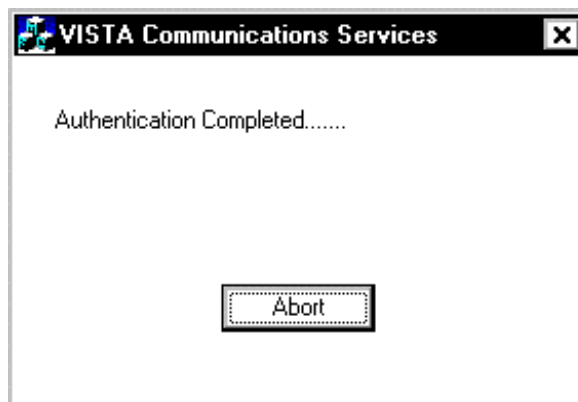 VISTA Communications Services
Authentication Completed.......
Abort